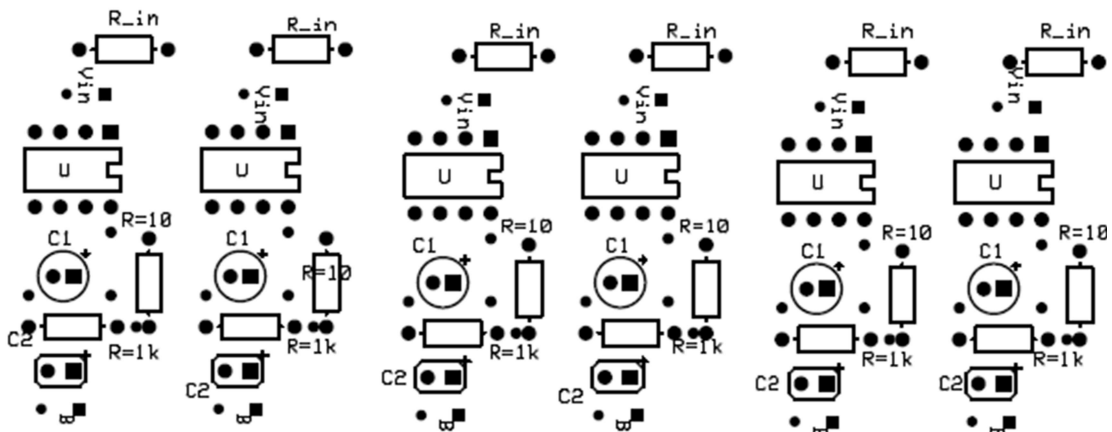 R_in
Vin
U
R=10
C1
C2
R=1k
B
R_in
Vin
U
C1
R=10
R=1k
C2
B
R_in
Vin
U
R=10
C1
R=1k
C2
B
R_in
Vin
U
R=10
C1
R=1k
C2
B
R_in
Vin
U
R=10
C1
R=1k
C2
B
R_in
Vin
U
R=10
C1
R=1k
C2
B